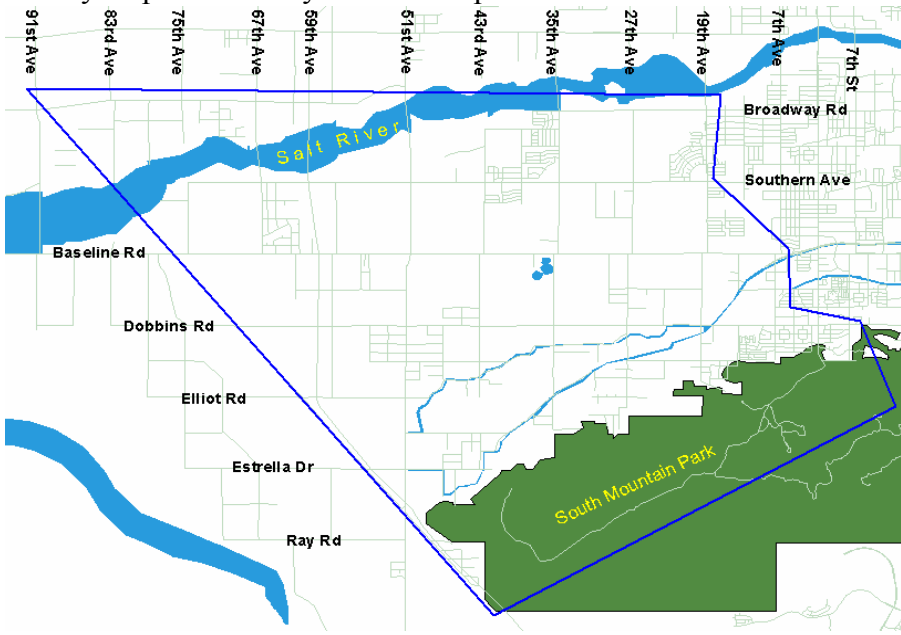 91st Ave
83rd Ave
75th Ave
67th Ave
59th Ave
51st Ave
43rd Ave
35th Ave
27th Ave
19th Ave
7th Ave
7th St
Broadway Rd
Salt River
Southern Ave
Baseline Rd
Dobbins Rd
Elliot Rd
Estrella Dr
South Mountain Park
Ray Rd